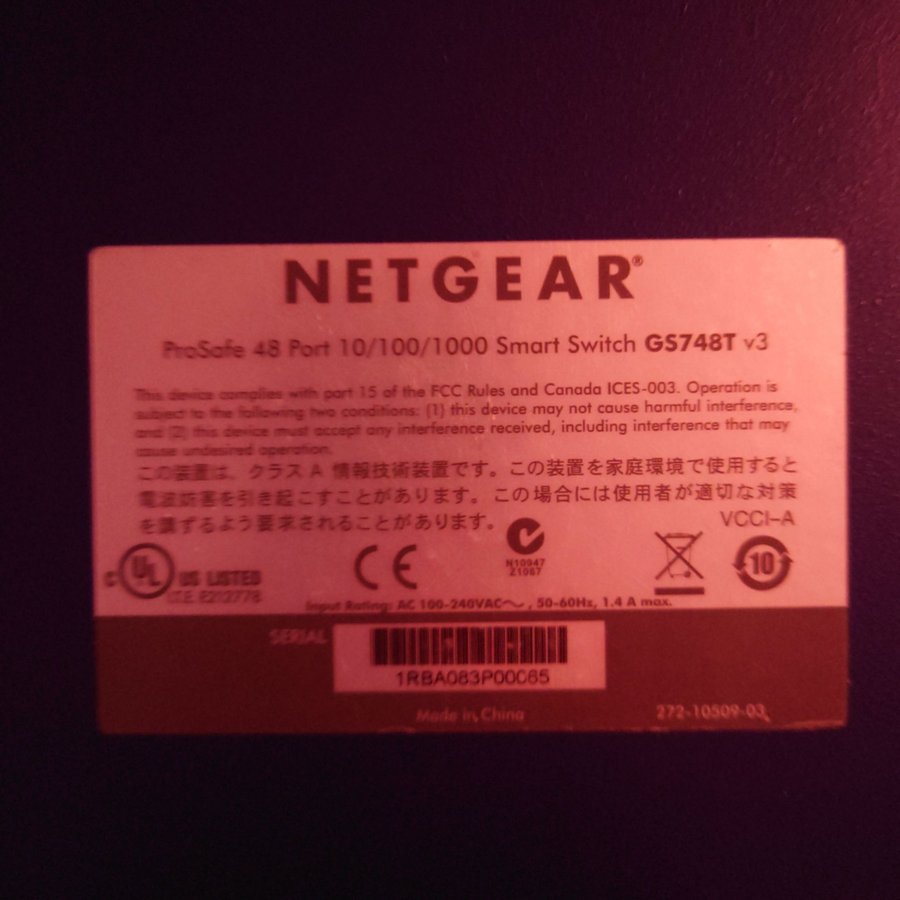 NETGEAR®
ProSafe 48 Port 10/100/1000 Smart Switch GS748T v3
This device complies with part 15 of the FCC Rules and Canada ICES-003. Operation is
subject to the following two conditions: (1) this device may not cause harmful interference,
and (2) this device must accept any interference received, including interference that may
cause undesired operation.
この装置は、クラスA 情報技術装置です。この装置を家庭環境で使用すると
電波妨害を引き起こすことがあります。この場合には使用者が適切な対策
を講ずるよう要求されることがあります。
VCCI-A
C UL US LISTED
I.T.E. E212778
CE
N10947
Z1087
10
Input Rating: AC 100-240VAC~, 50-60Hz, 1.4 A max.
SERIAL
1RBA083P00065
Made in China
272-10509-03